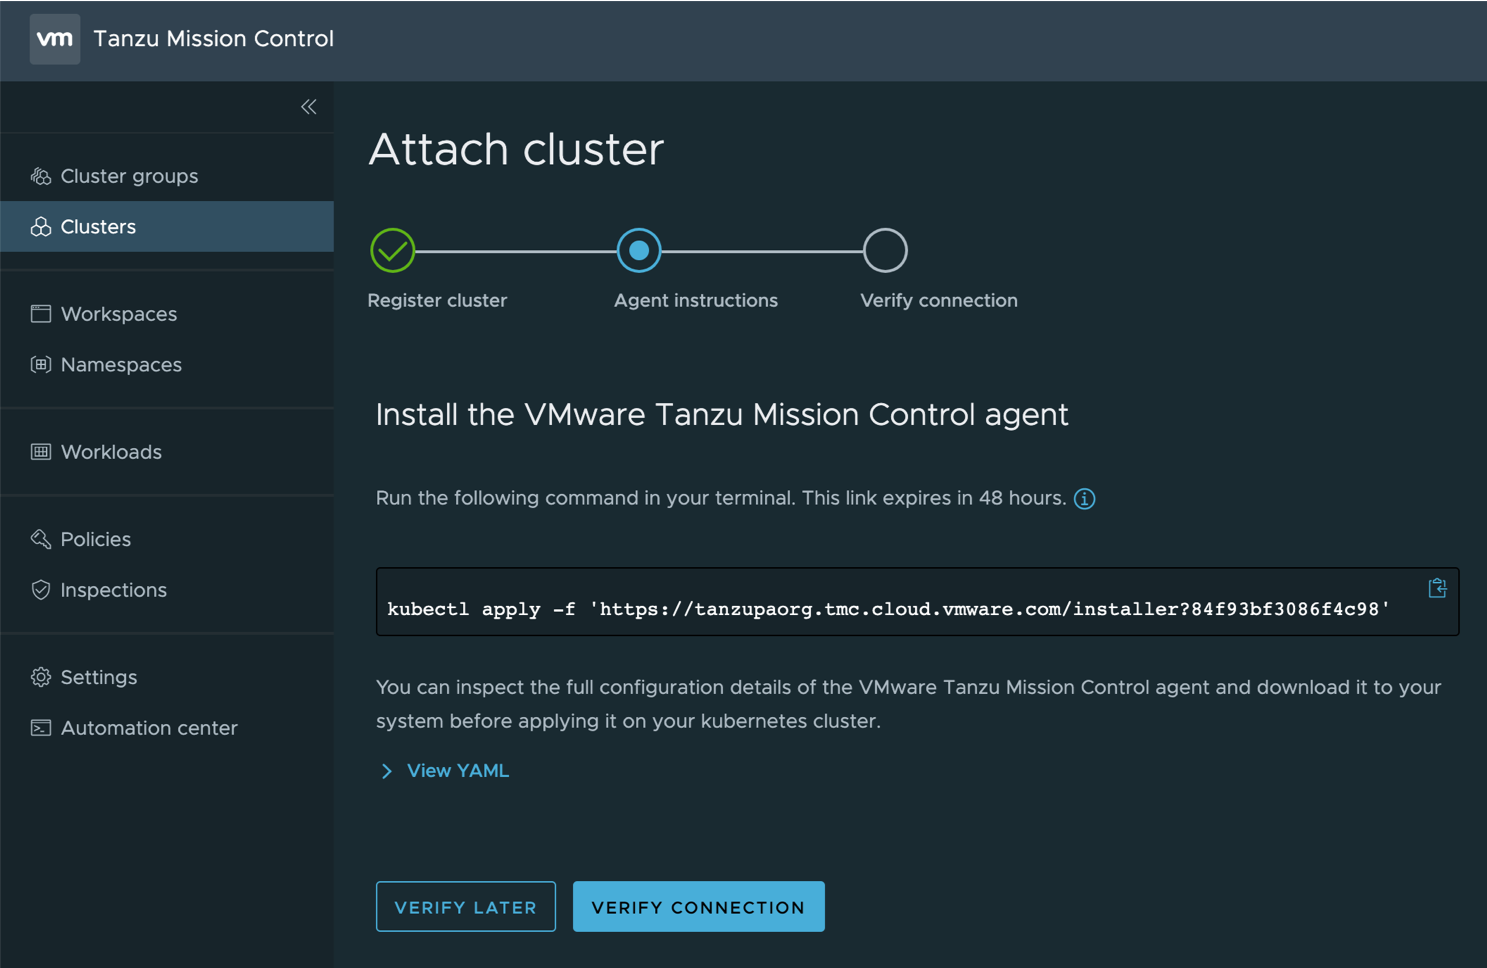 vm Tanzu Mission Control
Cluster groups
Clusters
Workspaces
Namespaces
Workloads
Policies
Inspections
Settings
Automation center
Attach cluster
Register cluster
Agent instructions
Verify connection
Install the VMware Tanzu Mission Control agent
Run the following command in your terminal. This link expires in 48 hours.
kubectl apply -f 'https://tanzupaorg.tmc.cloud.vmware.com/installer?84f93bf3086f4c98'
You can inspect the full configuration details of the VMware Tanzu Mission Control agent and download it to your
system before applying it on your kubernetes cluster.
View YAML
VERIFY LATER
VERIFY CONNECTION